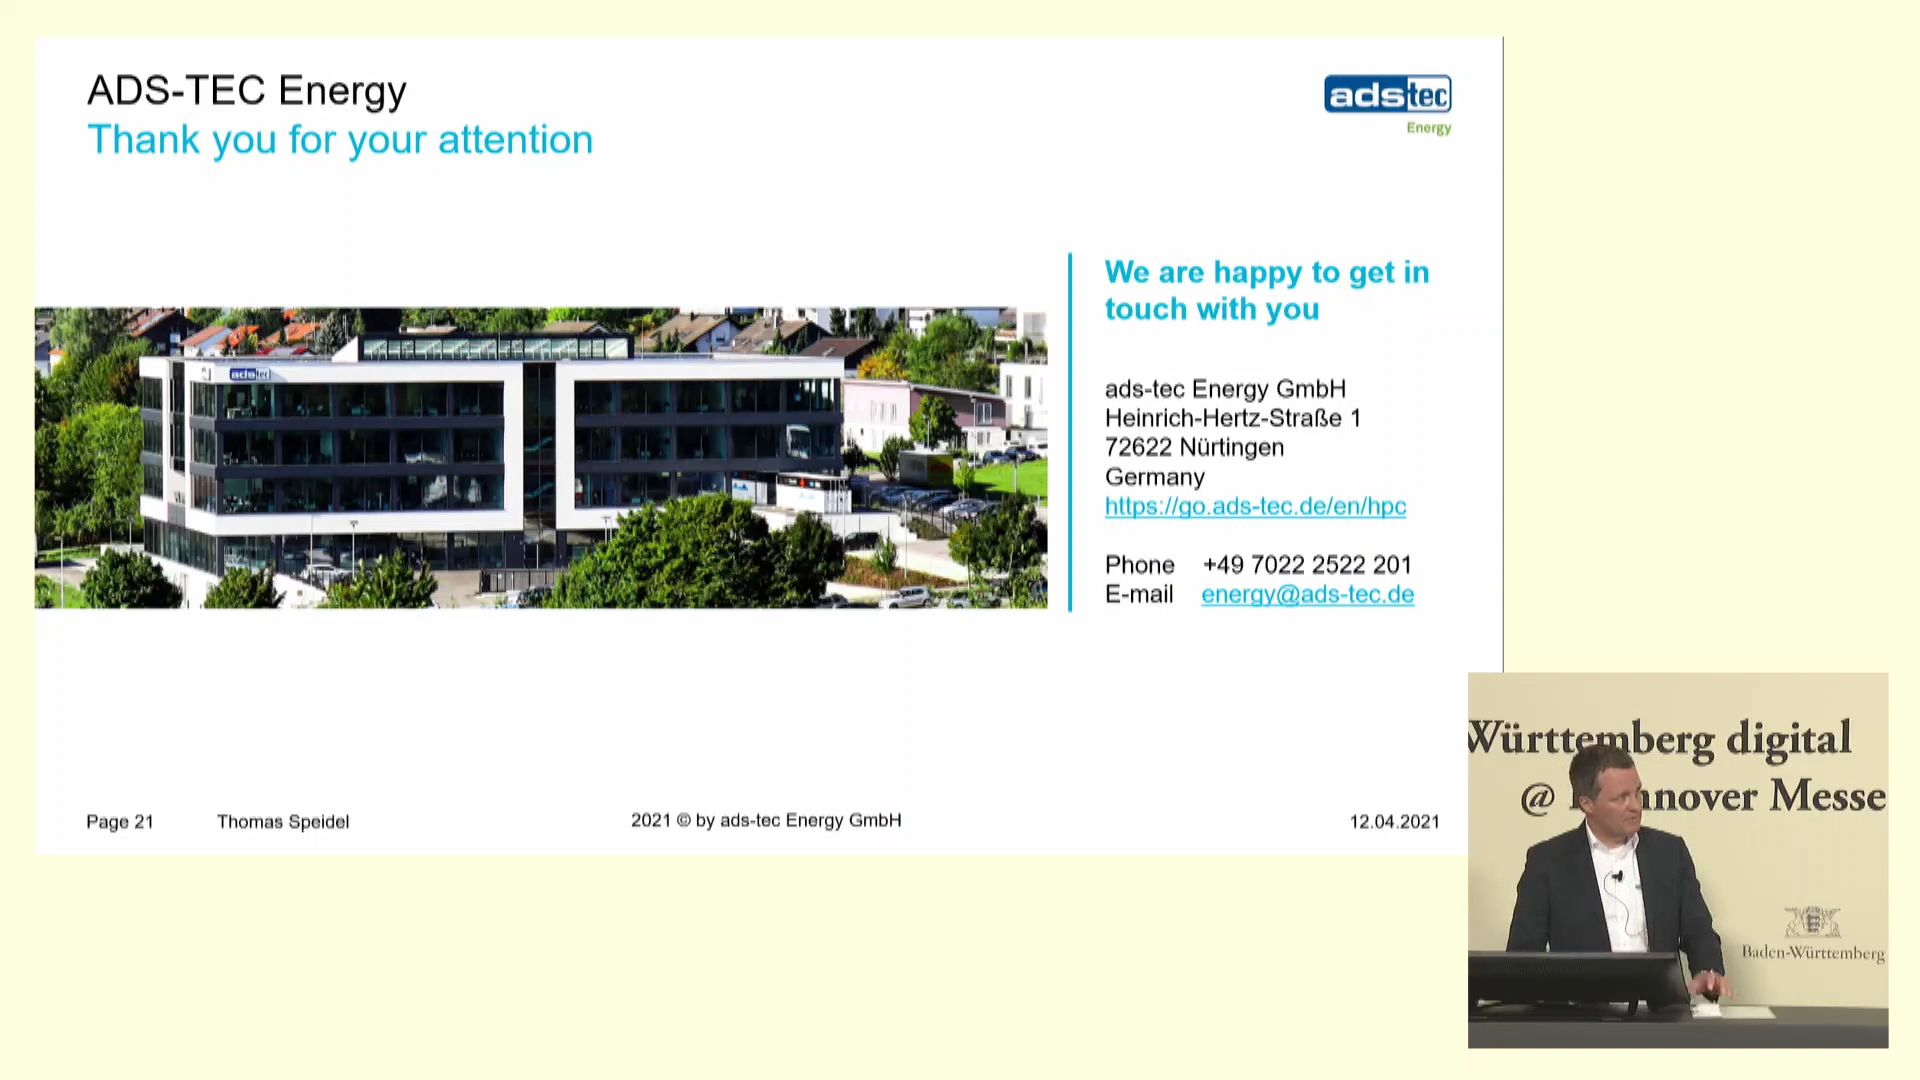 ADS-TEC Energy
Thank you for your attention
adstec
Energy
adstec
We are happy to get in
touch with you
ads-tec Energy GmbH
Heinrich-Hertz-Straße 1
72622 Nürtingen
Germany
https://go.ads-tec.de/en/hpc
Phone +49 7022 2522 201
E-mail energy@ads-tec.de
Page 21
Thomas Speidel
2021 © by ads-tec Energy GmbH
12.04.2021
Württemberg digital
@ Hannover Messe
Baden-Württemberg